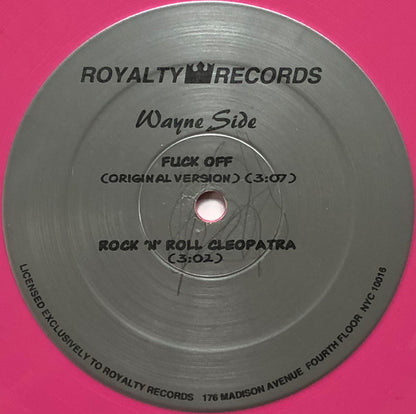 ROYALTY RECORDS
Wayne Side
FUCK OFF
(ORIGINAL VERSION) (3:07)
ROCK 'N' ROLL CLEOPATRA
(3:02)
LICENSED EXCLUSIVELY TO ROYALTY RECORDS 176 MADISON AVENUE FOURTH FLOOR NYC 10016